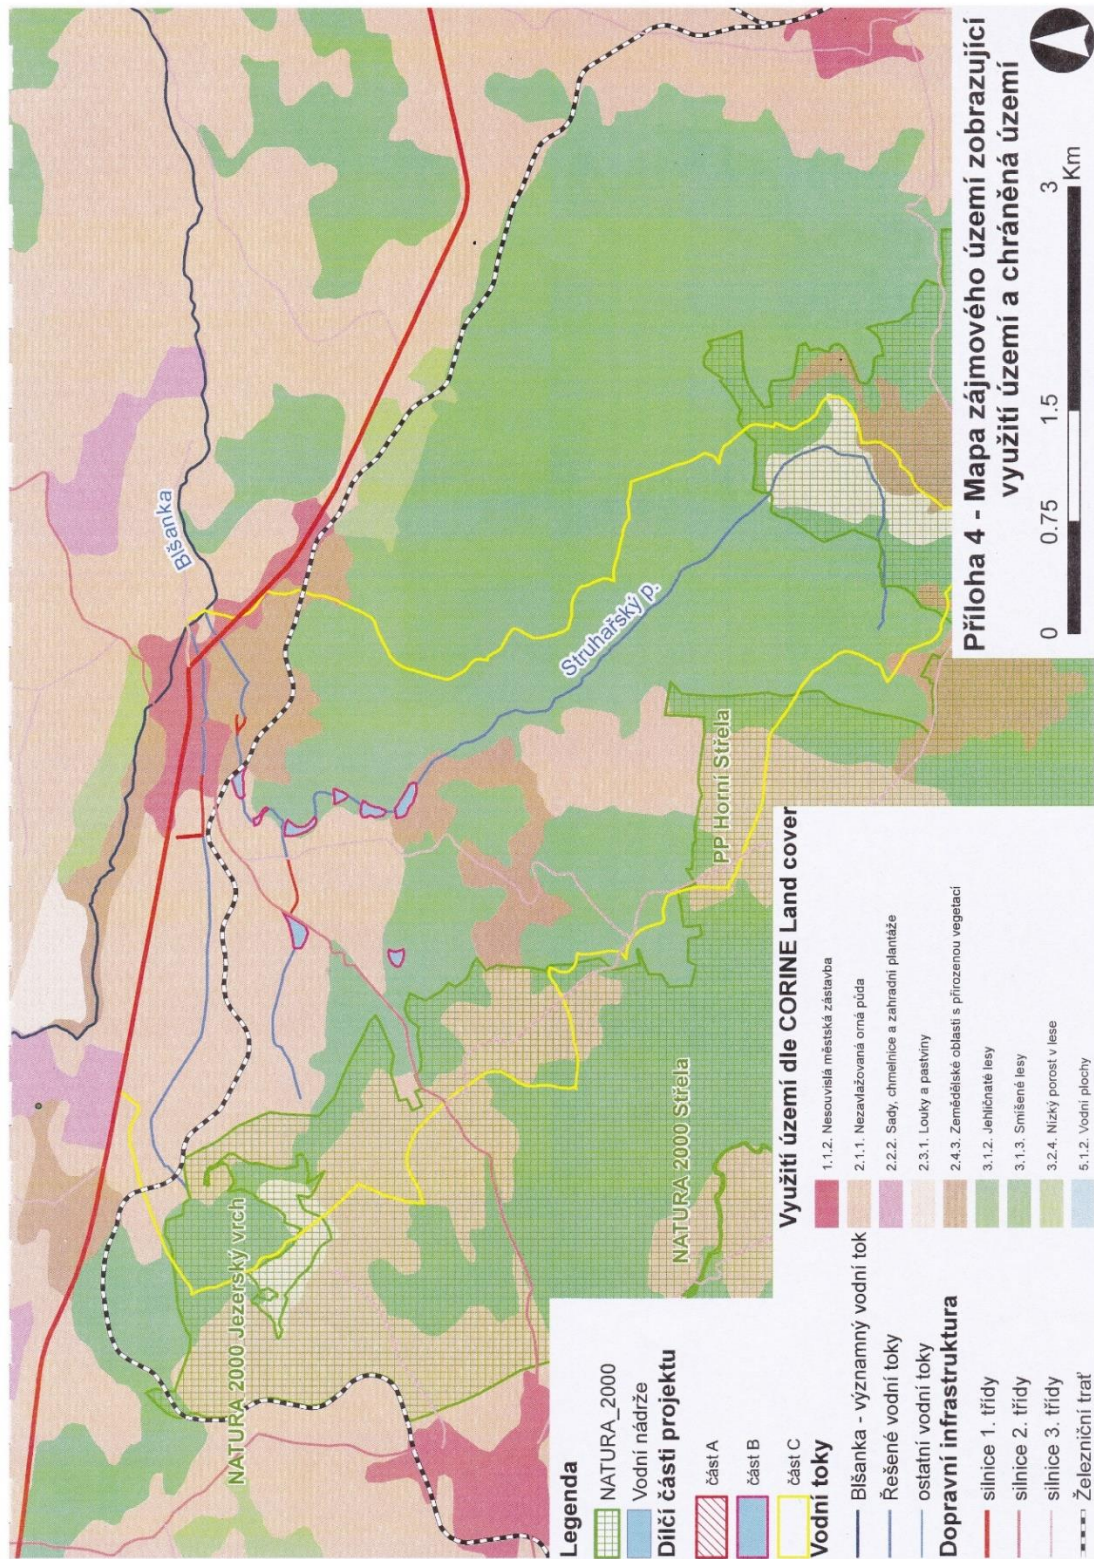 Příloha 4 - Mapa zájmového území zobrazující
využití území a chráněná území
0 0.75 1.5 3
Km
Blšanka
Struhařský p.
PP Horní Střela
NATURA 2000 Střela
NATURA 2000 Jezerský vrch
Legenda
NATURA_2000
Vodní nádrže
Dílčí části projektu
část A
část B
část C
Vodní toky
Blšanka - významný vodní tok
Řešené vodní toky
ostatní vodní toky
Dopravní infrastruktura
silnice 1. třídy
silnice 2. třídy
silnice 3. třídy
Železniční trať
Využití území dle CORINE Land cover
1.1.2. Nesouvislá městská zástavba
2.1.1. Nezavlažovaná orná půda
2.2.2. Sady, chmelnice a zahradní plantáže
2.3.1. Louky a pastviny
2.4.3. Zemědělské oblasti s přirozenou vegetací
3.1.2. Jehličnaté lesy
3.1.3. Smíšené lesy
3.2.4. Nízký porost v lese
5.1.2. Vodní plochy